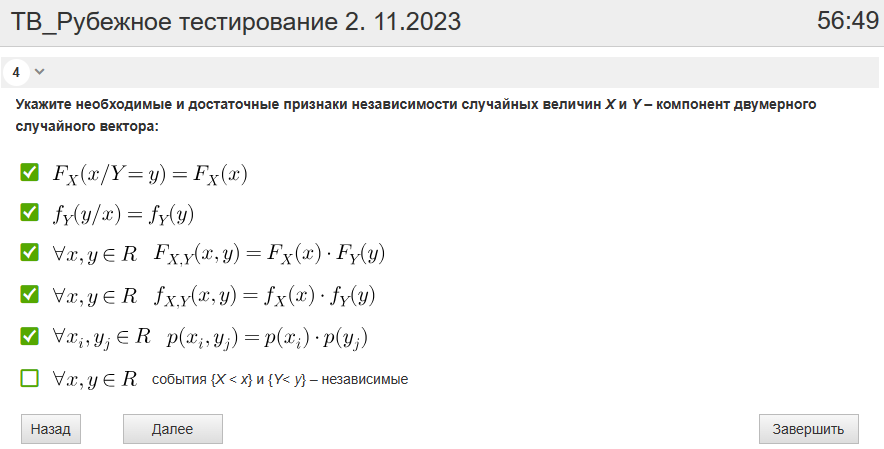 ТВ_Рубежное тестирование 2. 11.2023
56:49
4
Укажите необходимые и достаточные признаки независимости случайных величин X и Y – компонент двумерного
случайного вектора:
F_X(x/Y = y) = F_X(x)
f_Y(y/x) = f_Y(y)
∀x, y ∈ R F_{X,Y}(x, y) = F_X(x) · F_Y(y)
∀x, y ∈ R f_{X,Y}(x, y) = f_X(x) · f_Y(y)
∀x_i, y_j ∈ R p(x_i, y_j) = p(x_i) · p(y_j)
∀x, y ∈ R события {X < x} и {Y< y} – независимые
Назад Далее Завершить